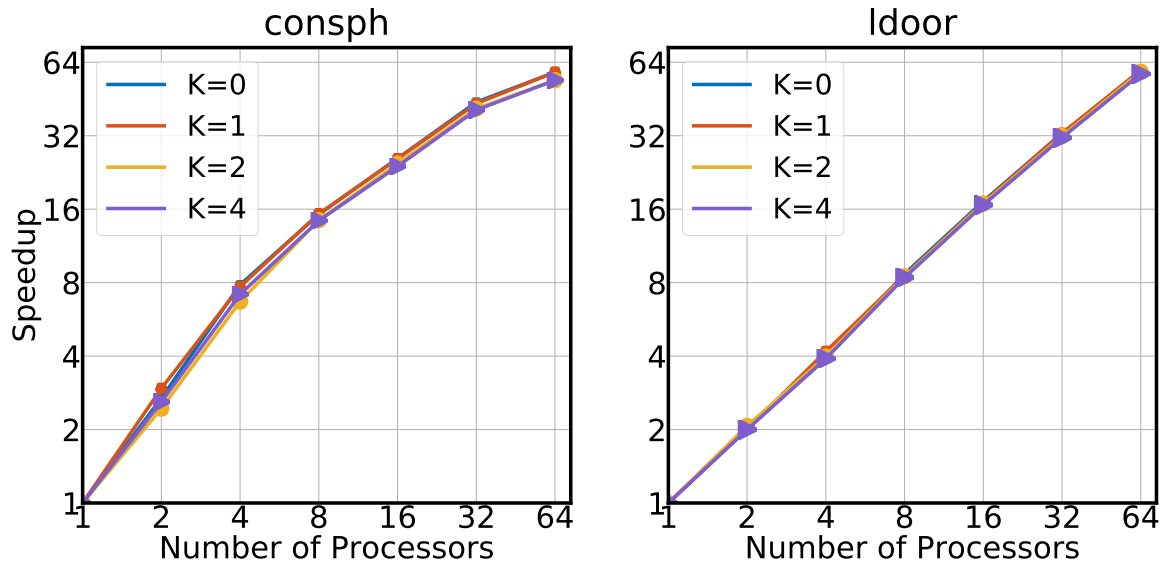 consph
64
32
16
8
4
2
1
Speedup
K=0
K=1
K=2
K=4
1 2 4 8 16 32 64
Number of Processors
ldoor
64
32
16
8
4
2
1
K=0
K=1
K=2
K=4
1 2 4 8 16 32 64
Number of Processors